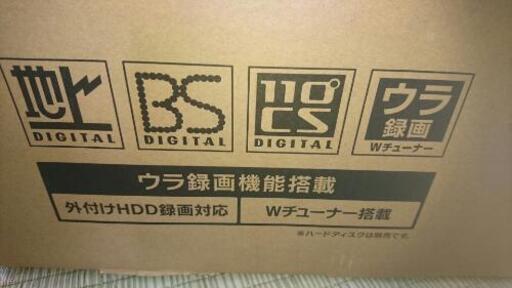 地上
DIGITAL
BS
DIGITAL
110°
CS
DIGITAL
ウラ
録画
Wチューナー
ウラ録画機能搭載
外付けHDD録画対応
Wチューナー搭載
※ハードディスクは別売です。